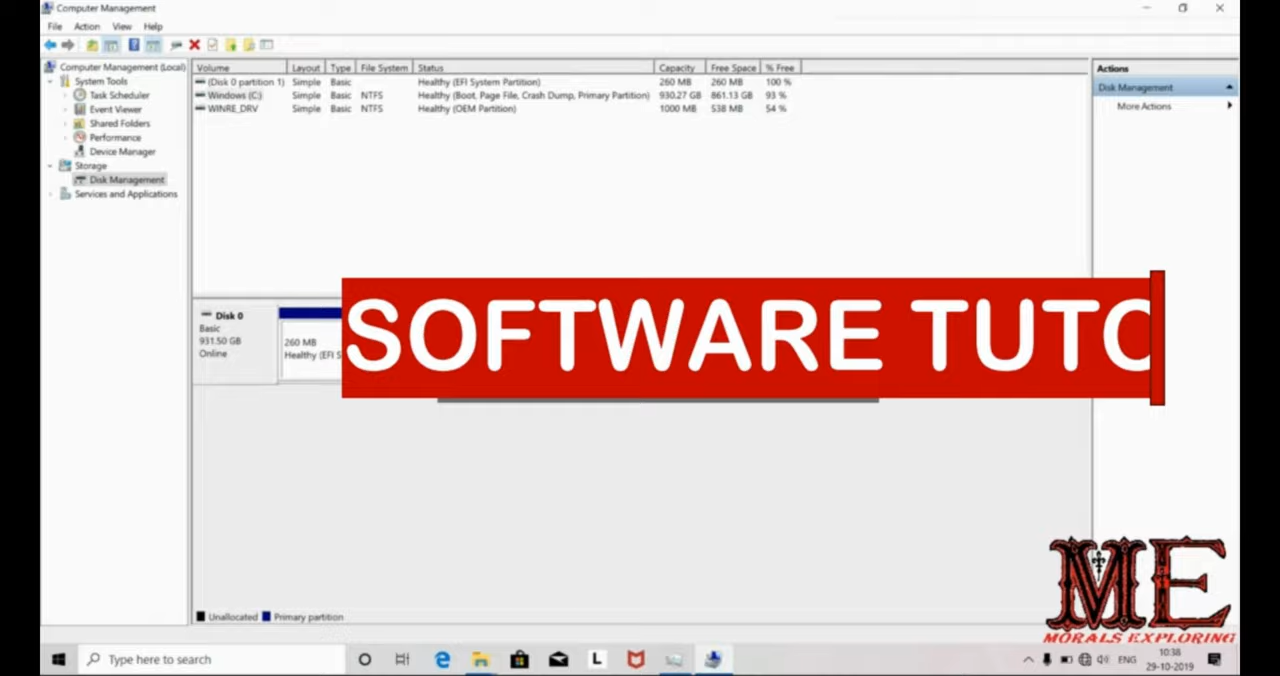 Computer Management
File Action View Help
Computer Management (Local)
System Tools
Task Scheduler
Event Viewer
Shared Folders
Performance
Device Manager
Storage
Disk Management
Services and Applications
Volume Layout Type File System Status Capacity Free Space % Free
(Disk 0 partition 1) Simple Basic Healthy (EFI System Partition) 260 MB 260 MB 100 %
Windows (C:) Simple Basic NTFS Healthy (Boot, Page File, Crash Dump, Primary Partition) 930.27 GB 861.13 GB 93 %
WINRE_DRV Simple Basic NTFS Healthy (OEM Partition) 1000 MB 538 MB 54 %
Actions
Disk Management
More Actions
Disk 0
Basic
931.50 GB
Online
260 MB
Healthy (EFI S
SOFTWARE TUTO
Unallocated Primary partition
ME
MORALS EXPLORING
Type here to search
L
ENG
10:38
29-10-2019